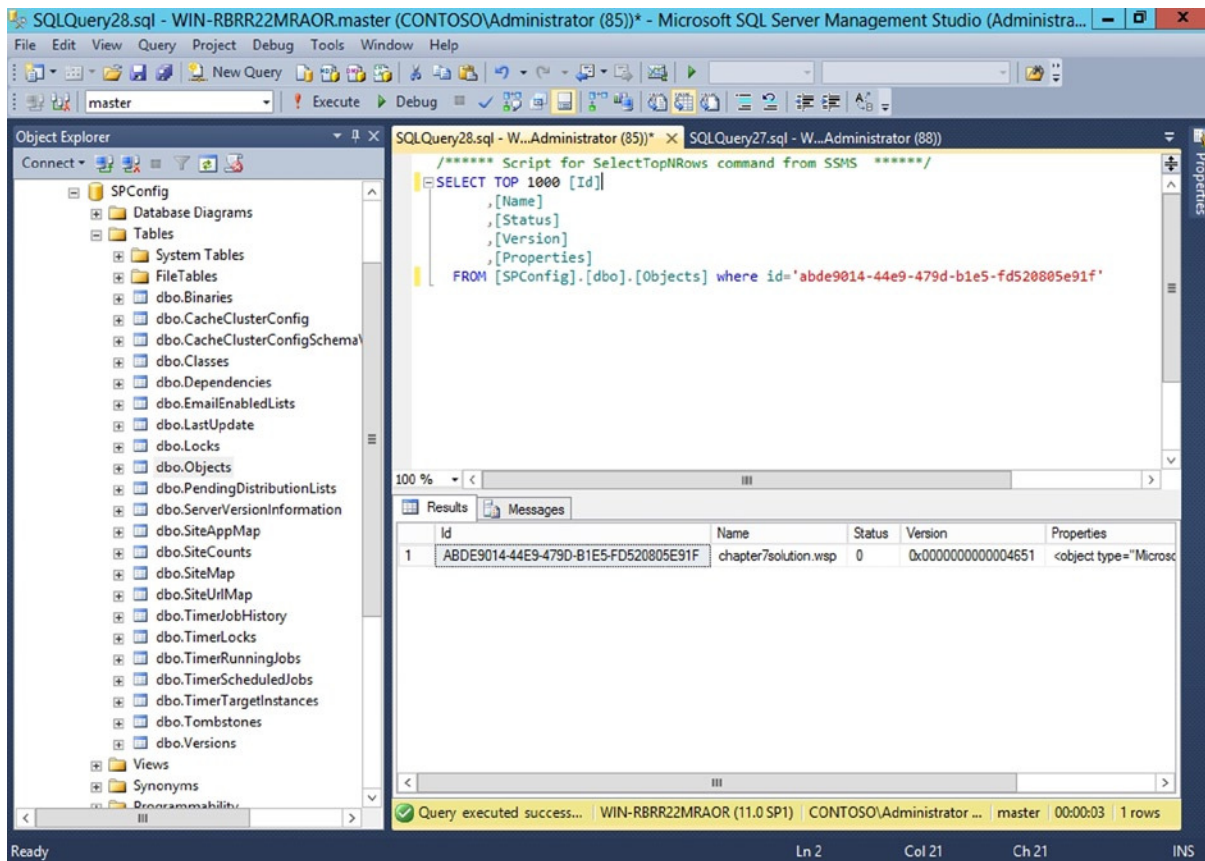 SQLQuery28.sql - WIN-RBRR22MRAOR.master (CONTOSO\Administrator (85))* - Microsoft SQL Server Management Studio (Administra...
File Edit View Query Project Debug Tools Window Help
New Query
master Execute Debug
Object Explorer
Connect
SPConfig
Database Diagrams
Tables
System Tables
FileTables
dbo.Binaries
dbo.CacheClusterConfig
dbo.CacheClusterConfigSchemaV
dbo.Classes
dbo.Dependencies
dbo.EmailEnabledLists
dbo.LastUpdate
dbo.Locks
dbo.Objects
dbo.PendingDistributionLists
dbo.ServerVersionInformation
dbo.SiteAppMap
dbo.SiteCounts
dbo.SiteMap
dbo.SiteUrlMap
dbo.TimerJobHistory
dbo.TimerLocks
dbo.TimerRunningJobs
dbo.TimerScheduledJobs
dbo.TimerTargetInstances
dbo.Tombstones
dbo.Versions
Views
Synonyms
Programmability
SQLQuery28.sql - W...Administrator (85))* SQLQuery27.sql - W...Administrator (88))
/****** Script for SelectTopNRows command from SSMS ******/
SELECT TOP 1000 [Id]
,[Name]
,[Status]
,[Version]
,[Properties]
FROM [SPConfig].[dbo].[Objects] where id='abde9014-44e9-479d-b1e5-fd520805e91f'
100 %
Results Messages
Id Name Status Version Properties
1 ABDE9014-44E9-479D-B1E5-FD520805E91F chapter7solution.wsp 0 0x0000000000004651 <object type="Microsc
Query executed success... WIN-RBRR22MRAOR (11.0 SP1) CONTOSO\Administrator ... master 00:00:03 1 rows
Properties
Ready Ln 2 Col 21 Ch 21 INS